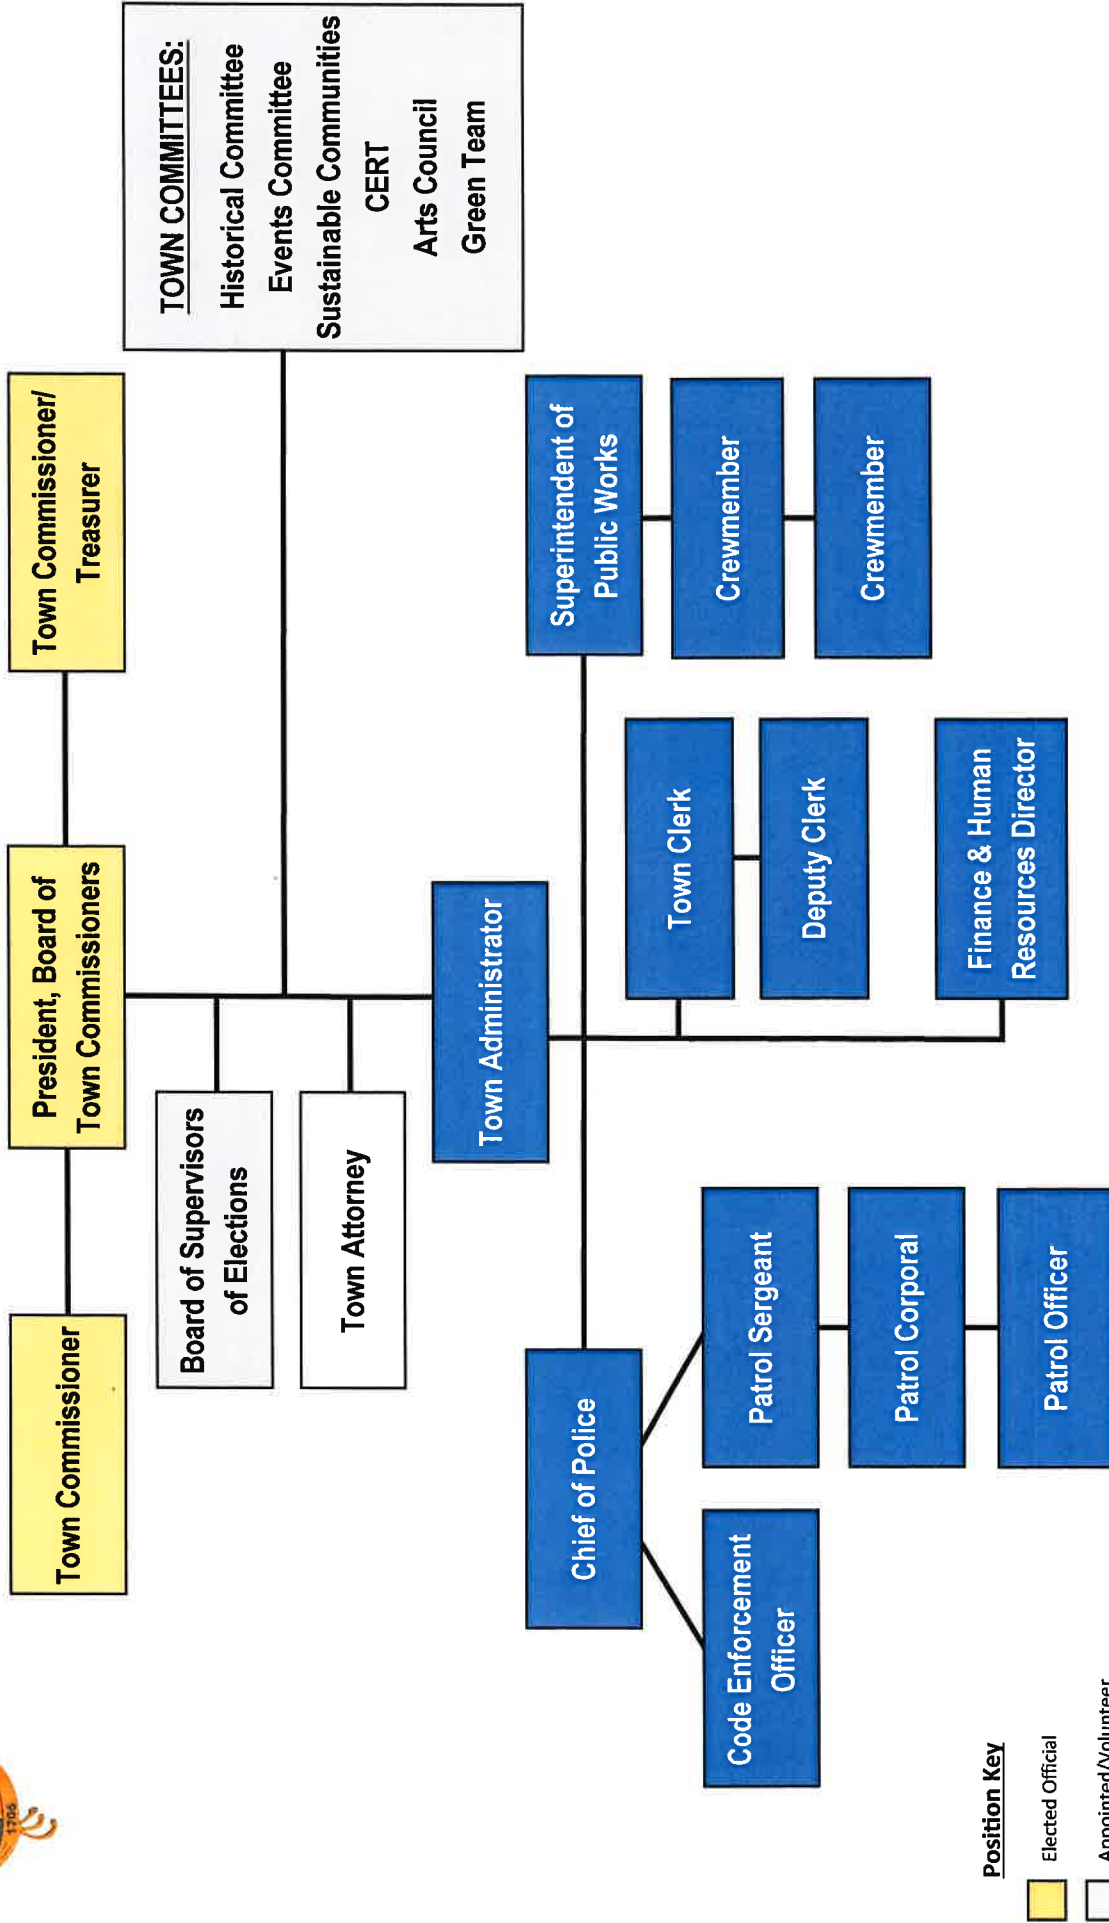 1706
Town Commissioner
President, Board of
Town Commissioners
Town Commissioner/
Treasurer
TOWN COMMITTEES:
Historical Committee
Events Committee
Sustainable Communities
CERT
Arts Council
Green Team
Board of Supervisors
of Elections
Town Attorney
Town Administrator
Chief of Police
Superintendent of
Public Works
Code Enforcement
Officer
Patrol Sergeant
Patrol Corporal
Patrol Officer
Town Clerk
Deputy Clerk
Finance & Human
Resources Director
Crewmember
Crewmember
Position Key
Elected Official
Appointed/Volunteer